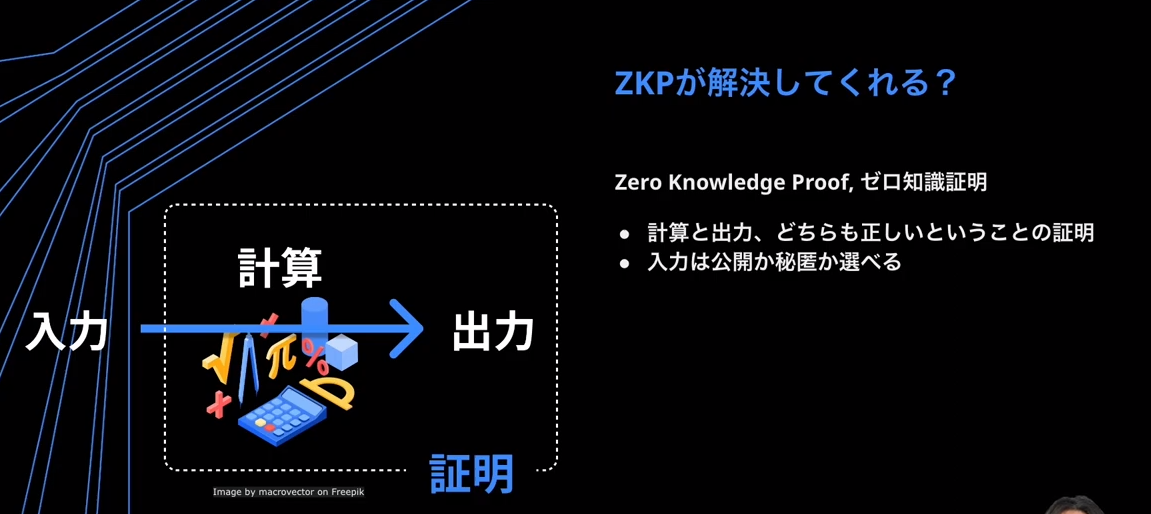 ZKPが解決してくれる？
Zero Knowledge Proof, ゼロ知識証明
● 計算と出力、どちらも正しいということの証明
● 入力は公開か秘匿か選べる
計算
入力
出力
証明
Image by macrovector on Freepik